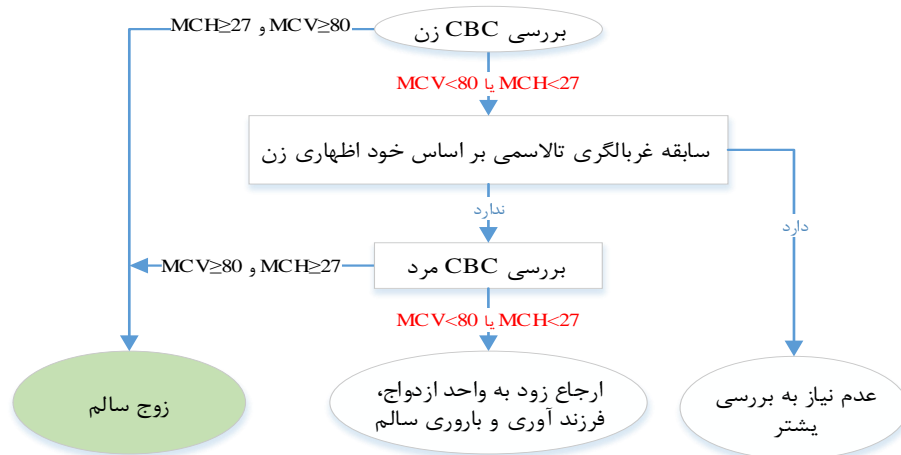 بررسی CBC زن
MCH≥27 و MCV≥80
MCV<80 یا MCH<27
سابقه غربالگری تالاسمی بر اساس خود اظهاری زن
ندارد
دارد
بررسی CBC مرد
MCV≥80 و MCH≥27
MCV<80 یا MCH<27
زوج سالم
ارجاع زود به واحد ازدواج،
فرزند آوری و باروری سالم
عدم نیاز به بررسی
یشتر